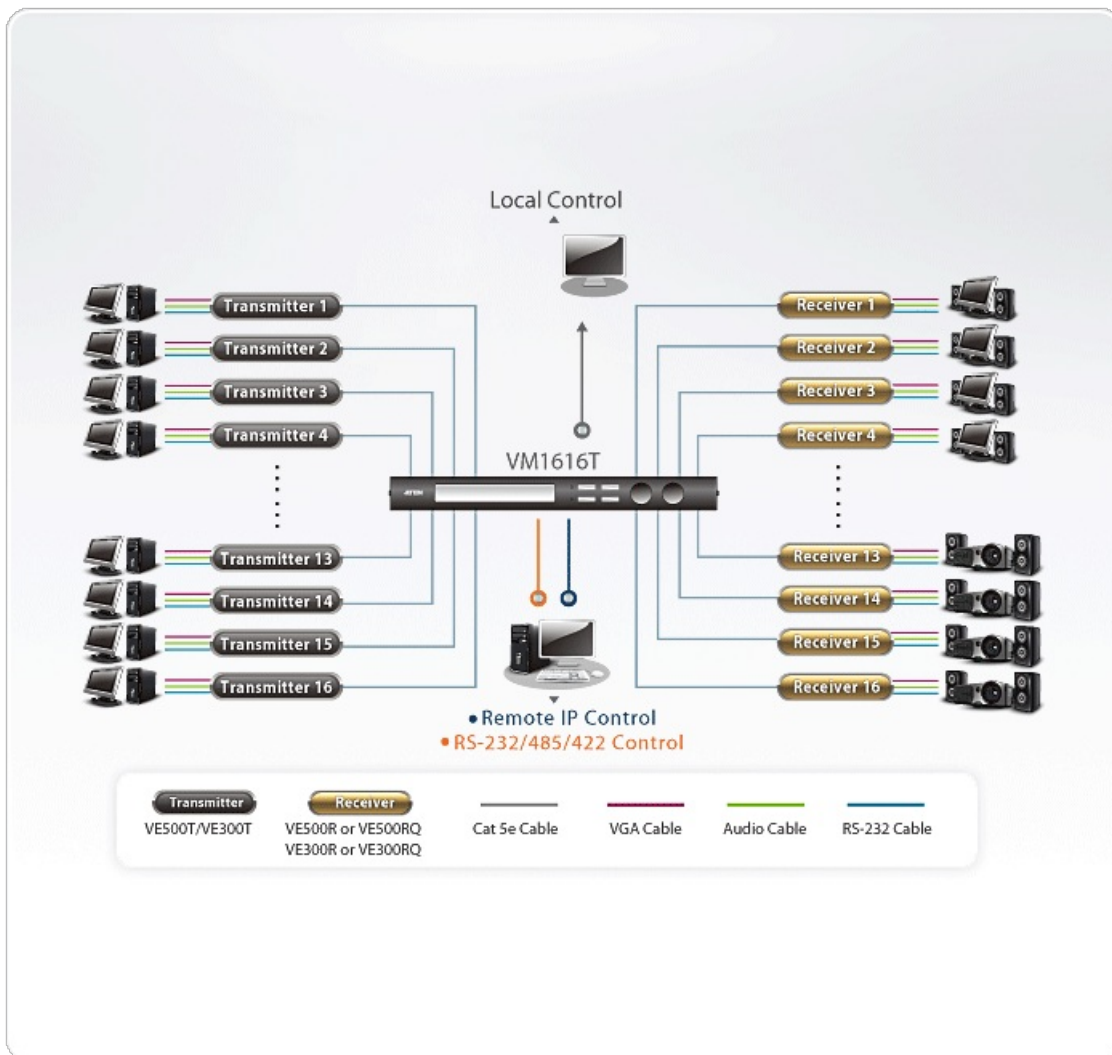 Local Control
Transmitter 1
Transmitter 2
Transmitter 3
Transmitter 4
Receiver 1
Receiver 2
Receiver 3
Receiver 4
VM1616T
ATEN
Transmitter 13
Transmitter 14
Transmitter 15
Transmitter 16
Receiver 13
Receiver 14
Receiver 15
Receiver 16
• Remote IP Control
• RS-232/485/422 Control
Transmitter
VE500T/VE300T
Receiver
VE500R or VE500RQ
VE300R or VE300RQ
Cat 5e Cable
VGA Cable
Audio Cable
RS-232 Cable